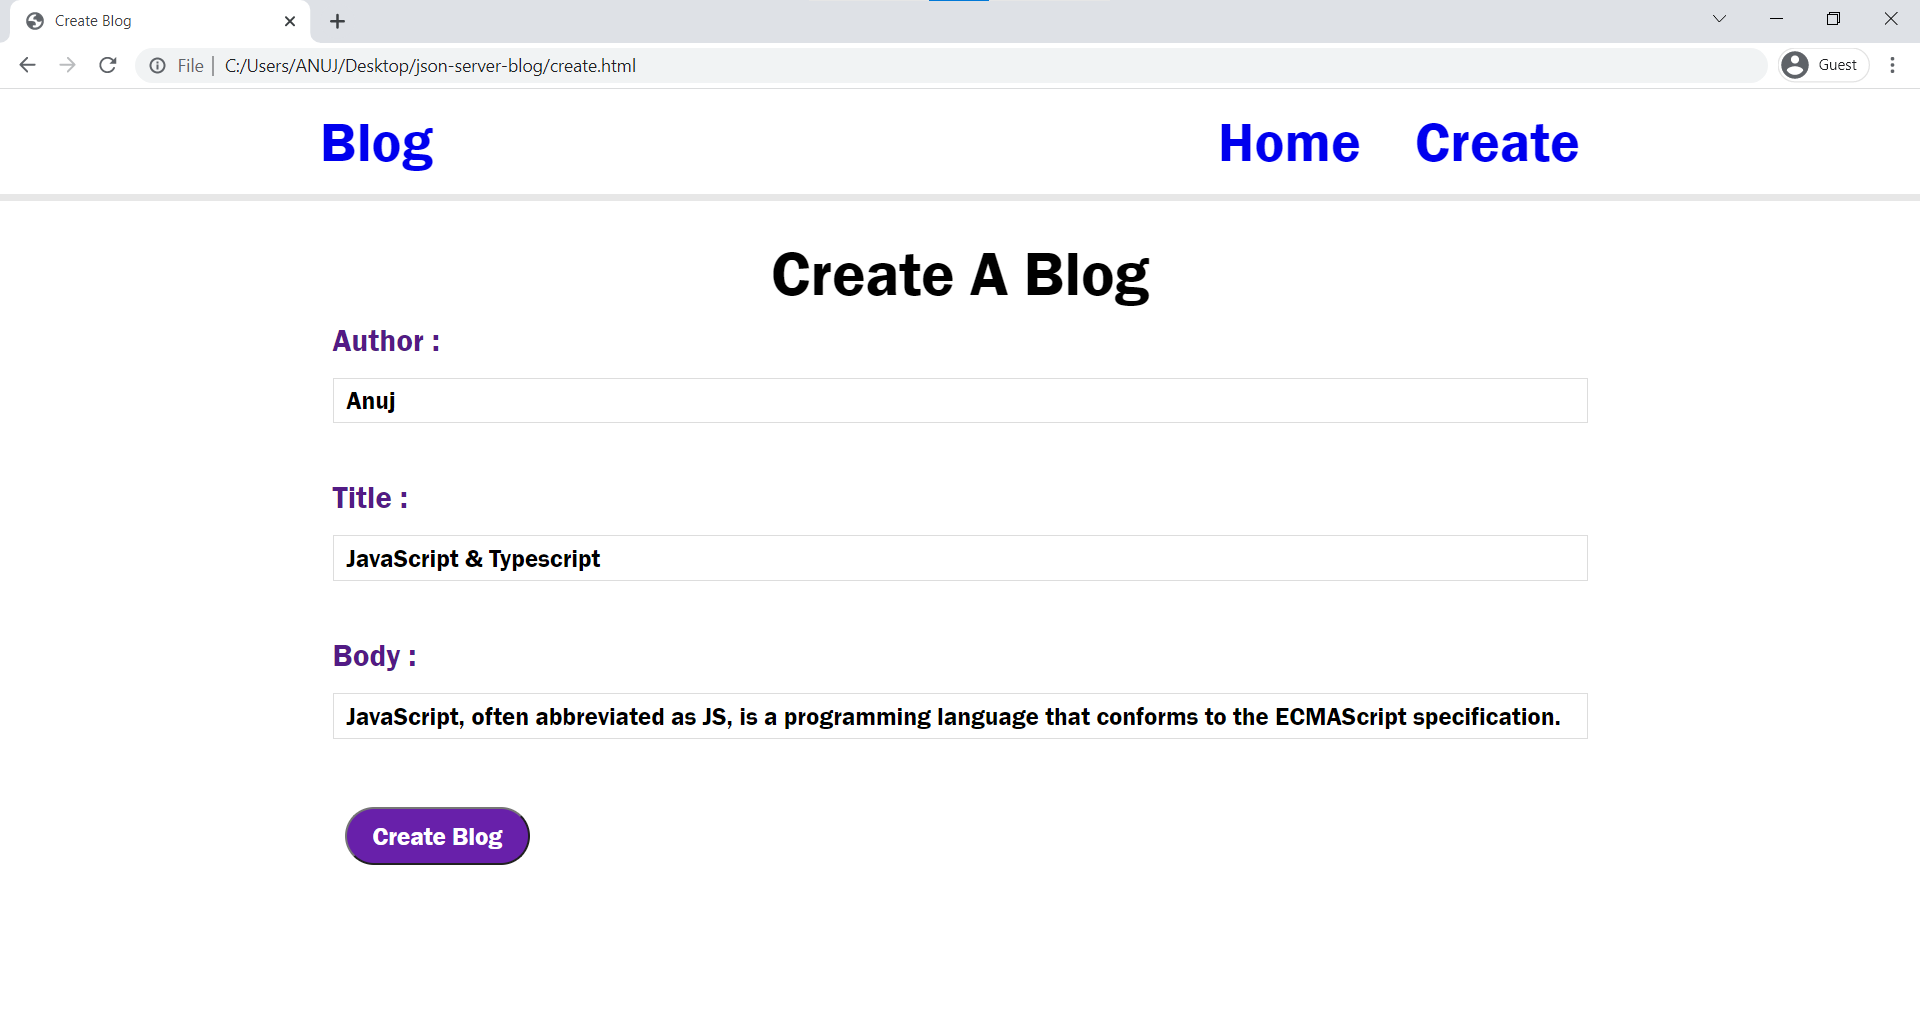 Create Blog
File | C:/Users/ANUJ/Desktop/json-server-blog/create.html Guest
Blog Home Create
Create A Blog
Author :
Anuj
Title :
JavaScript & Typescript
Body :
JavaScript, often abbreviated as JS, is a programming language that conforms to the ECMAScript specification.
Create Blog